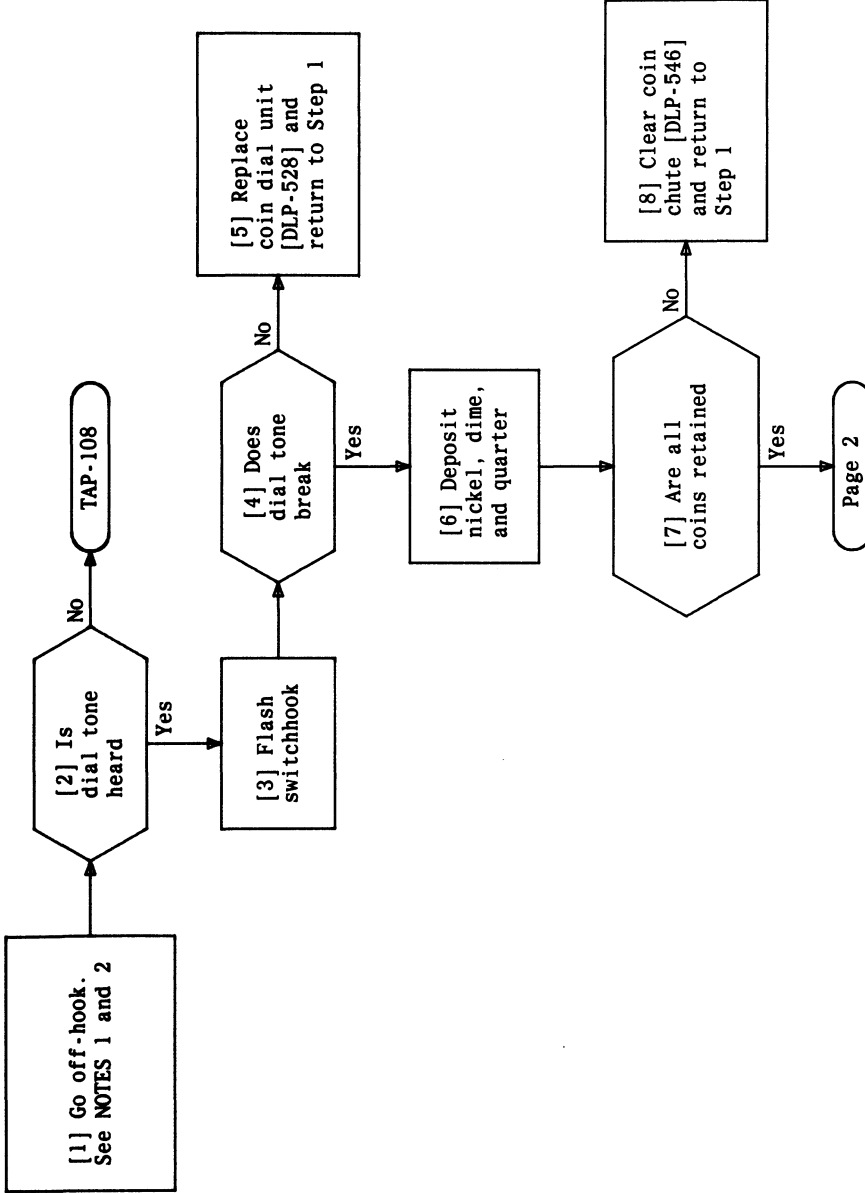 [1] Go off-hook.
See NOTES 1 and 2
[2] Is
dial tone
heard
No
TAP-108
Yes
[3] Flash
switchhook
[4] Does
dial tone
break
No
[5] Replace
coin dial unit
[DLP-528] and
return to Step 1
Yes
[6] Deposit
nickel, dime,
and quarter
[7] Are all
coins retained
No
[8] Clear coin
chute [DLP-546]
and return to
Step 1
Yes
Page 2